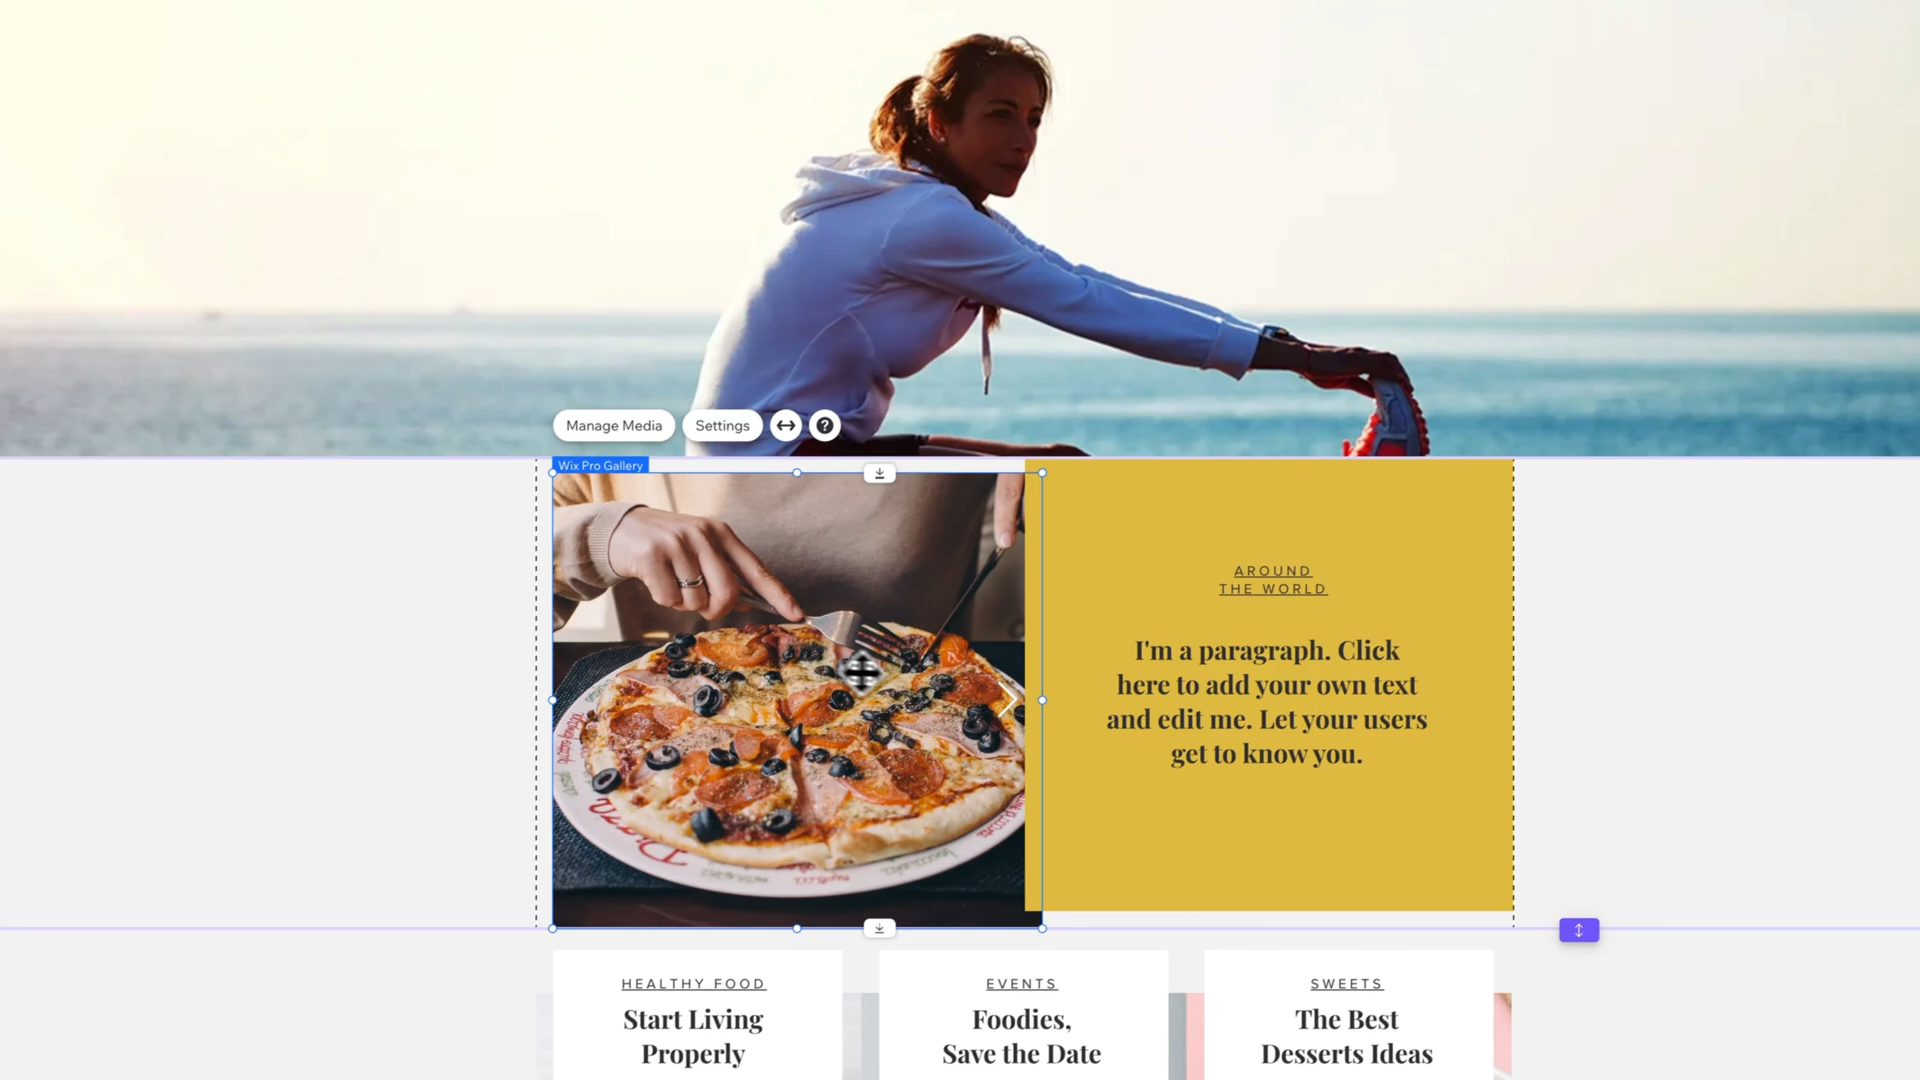 Manage Media
Settings
?
Wix Pro Gallery
AROUND
THE WORLD
I'm a paragraph. Click
here to add your own text
and edit me. Let your users
get to know you.
HEALTHY FOOD
Start Living
Properly
EVENTS
Foodies,
Save the Date
SWEETS
The Best
Desserts Ideas